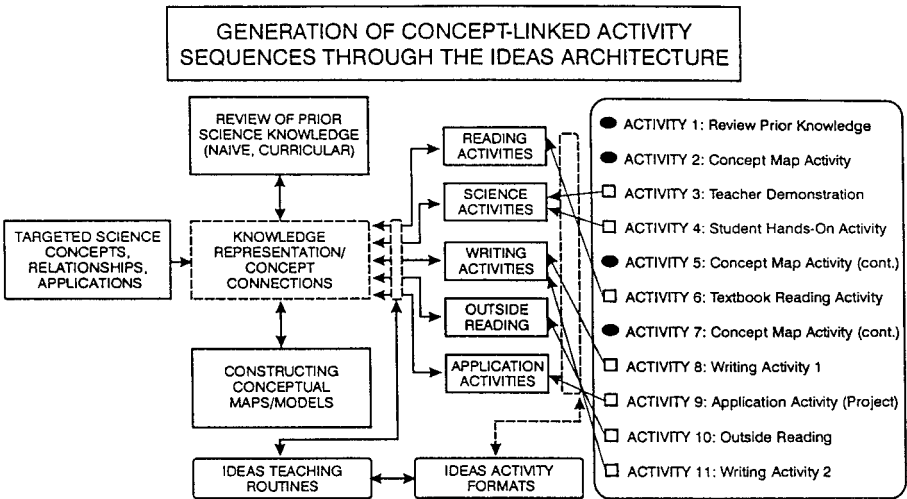 GENERATION OF CONCEPT-LINKED ACTIVITY
SEQUENCES THROUGH THE IDEAS ARCHITECTURE
REVIEW OF PRIOR
SCIENCE KNOWLEDGE
(NAIVE, CURRICULAR)
TARGETED SCIENCE
CONCEPTS,
RELATIONSHIPS,
APPLICATIONS
KNOWLEDGE
REPRESENTATION/
CONCEPT
CONNECTIONS
CONSTRUCTING
CONCEPTUAL
MAPS/MODELS
READING
ACTIVITIES
SCIENCE
ACTIVITIES
WRITING
ACTIVITIES
OUTSIDE
READING
APPLICATION
ACTIVITIES
IDEAS TEACHING
ROUTINES
IDEAS ACTIVITY
FORMATS
ACTIVITY 1: Review Prior Knowledge
ACTIVITY 2: Concept Map Activity
ACTIVITY 3: Teacher Demonstration
ACTIVITY 4: Student Hands-On Activity
ACTIVITY 5: Concept Map Activity (cont.)
ACTIVITY 6: Textbook Reading Activity
ACTIVITY 7: Concept Map Activity (cont.)
ACTIVITY 8: Writing Activity 1
ACTIVITY 9: Application Activity (Project)
ACTIVITY 10: Outside Reading
ACTIVITY 11: Writing Activity 2